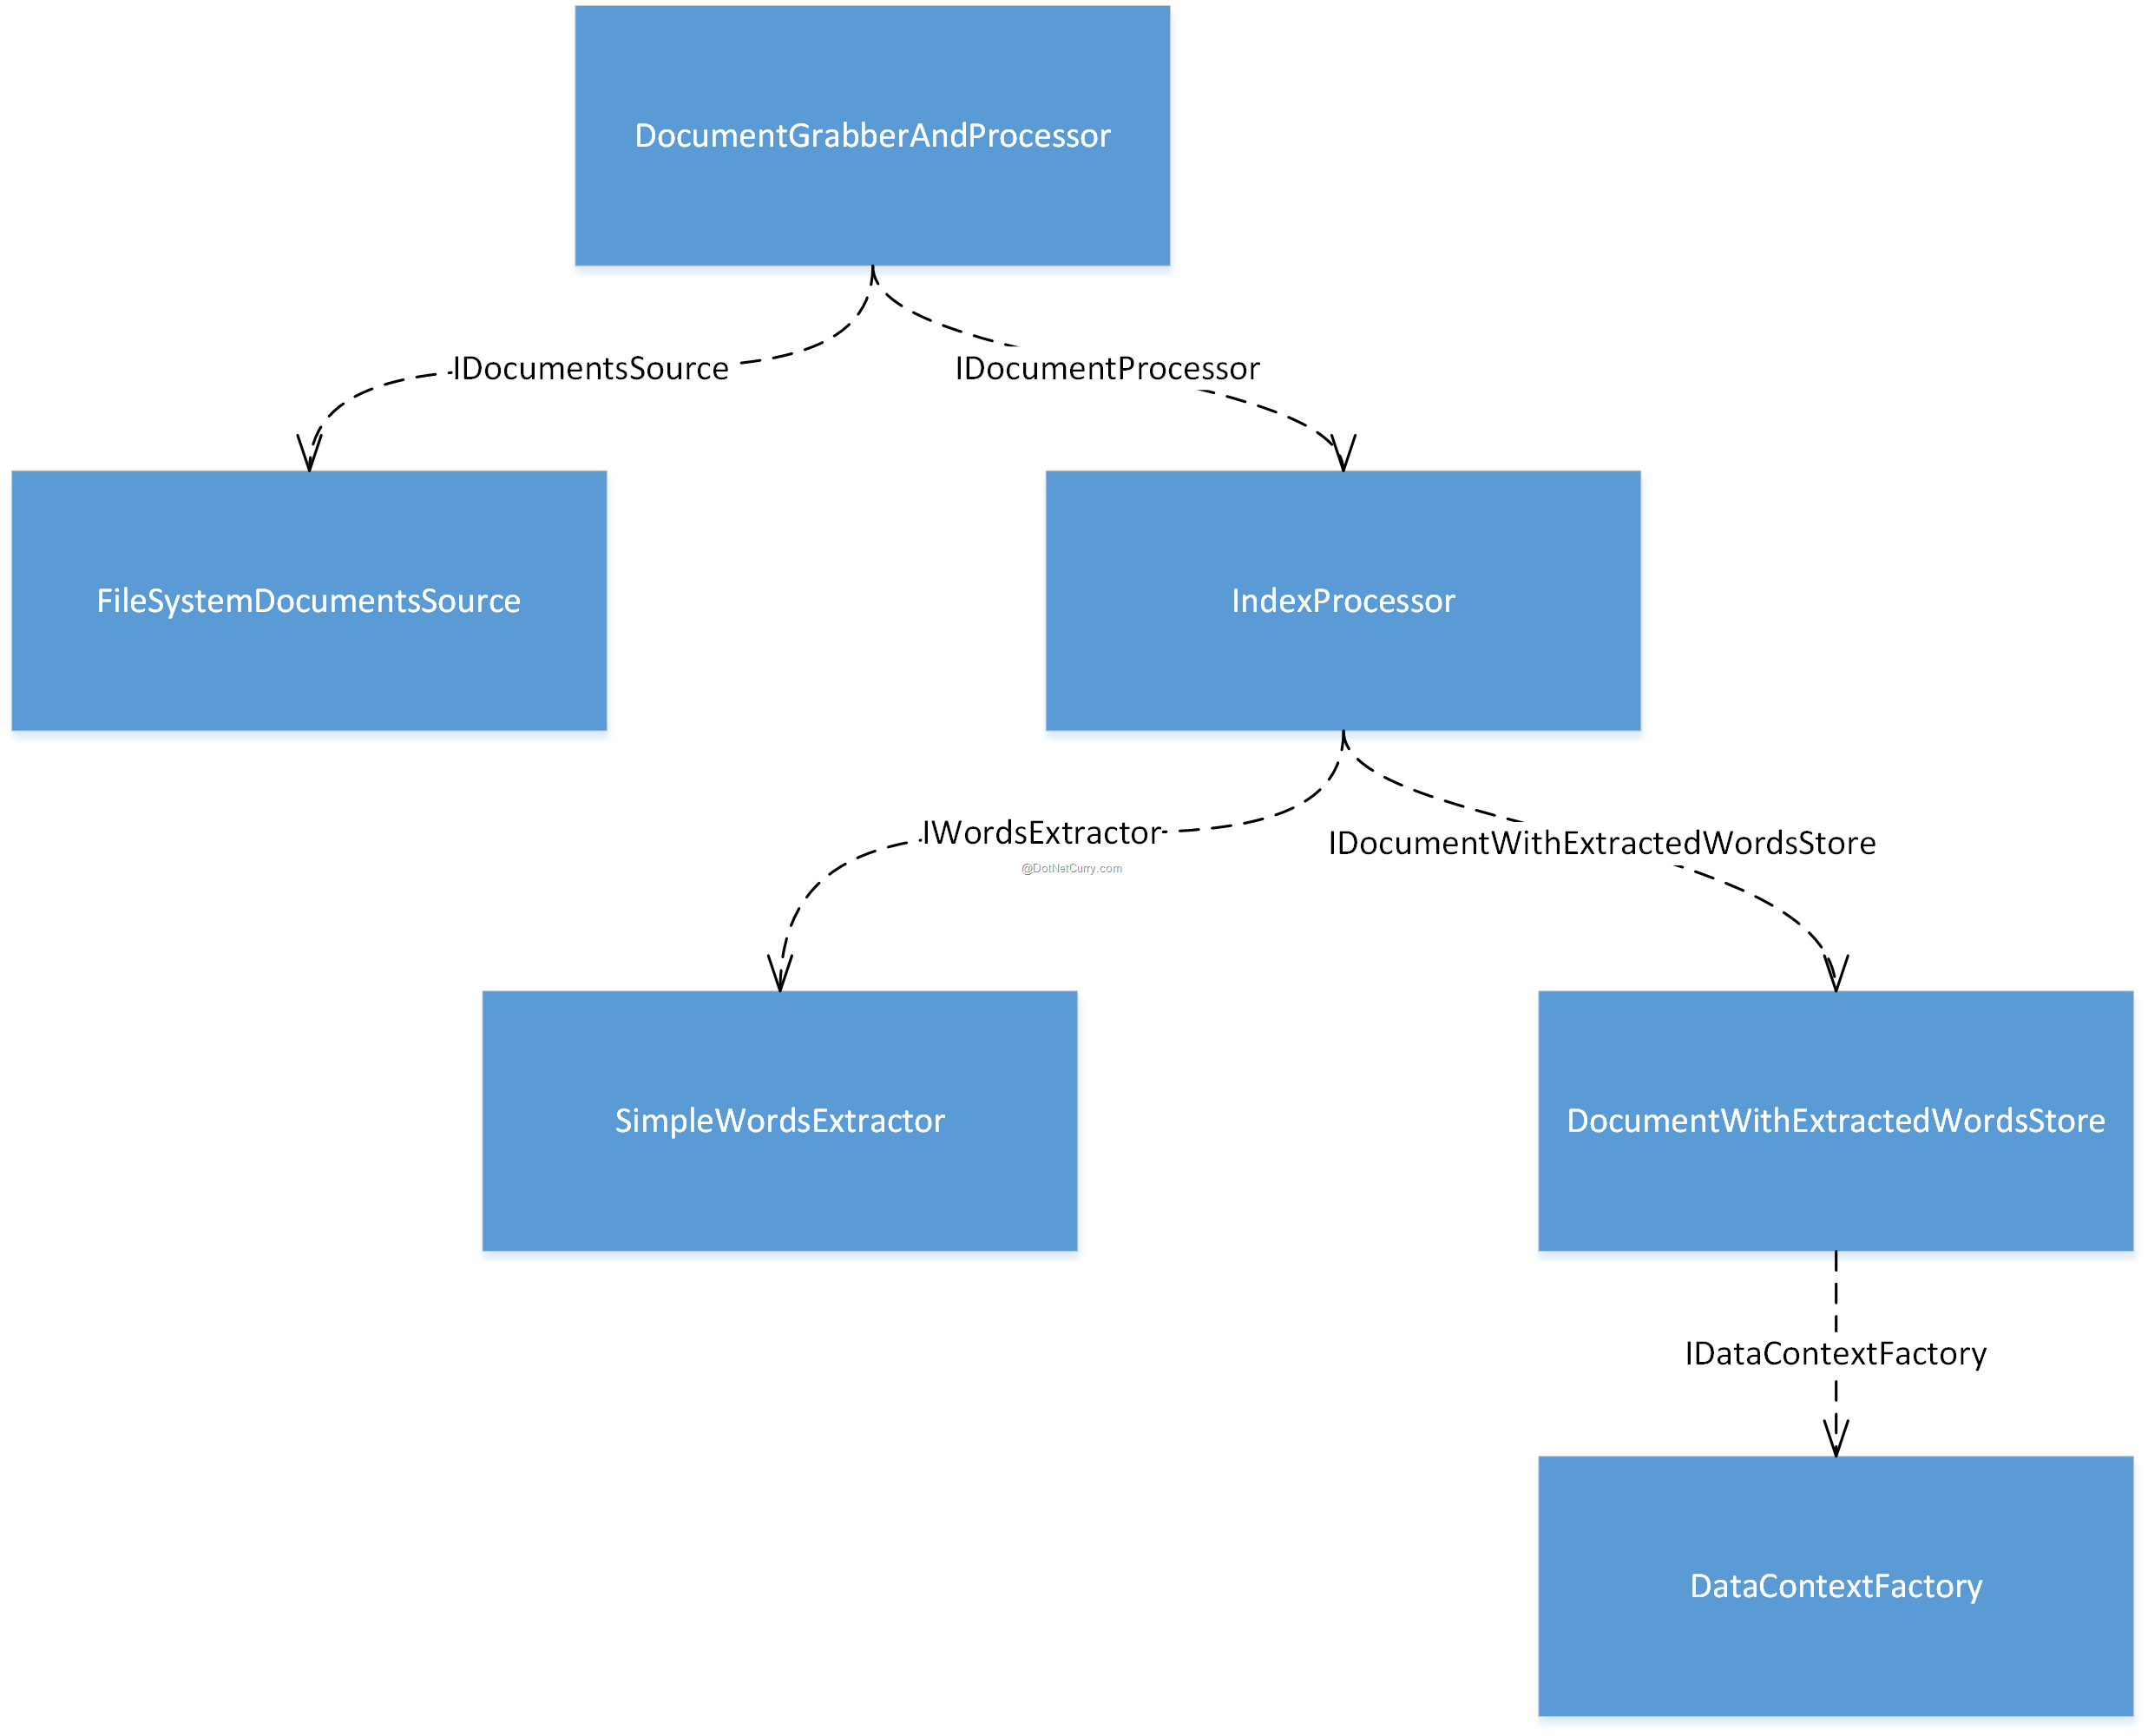 DocumentGrabberAndProcessor
IDocumentsSource
IDocumentProcessor
FileSystemDocumentsSource
IndexProcessor
IWordsExtractor
IDocumentWithExtractedWordsStore
@DotNetCurry.com
SimpleWordsExtractor
DocumentWithExtractedWordsStore
IDataContextFactory
DataContextFactory